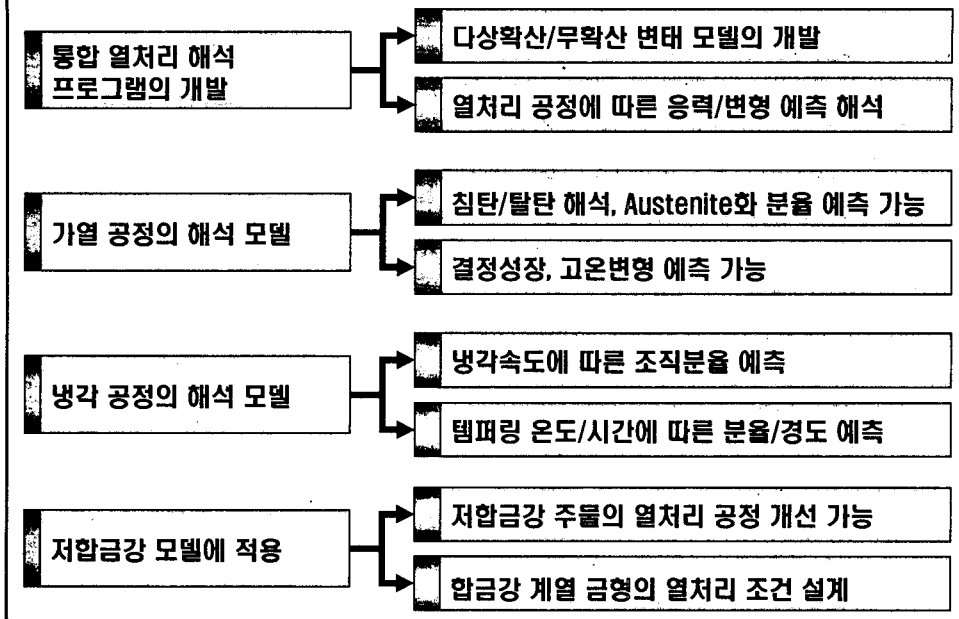 통합 열처리 해석
프로그램의 개발
다상확산/무확산 변태 모델의 개발
열처리 공정에 따른 응력/변형 예측 해석
가열 공정의 해석 모델
침탄/탈탄 해석, Austenite화 분율 예측 가능
결정성장, 고온변형 예측 가능
냉각 공정의 해석 모델
냉각속도에 따른 조직분율 예측
템퍼링 온도/시간에 따른 분율/경도 예측
저합금강 모델에 적용
저합금강 주물의 열처리 공정 개선 가능
합금강 계열 금형의 열처리 조건 설계